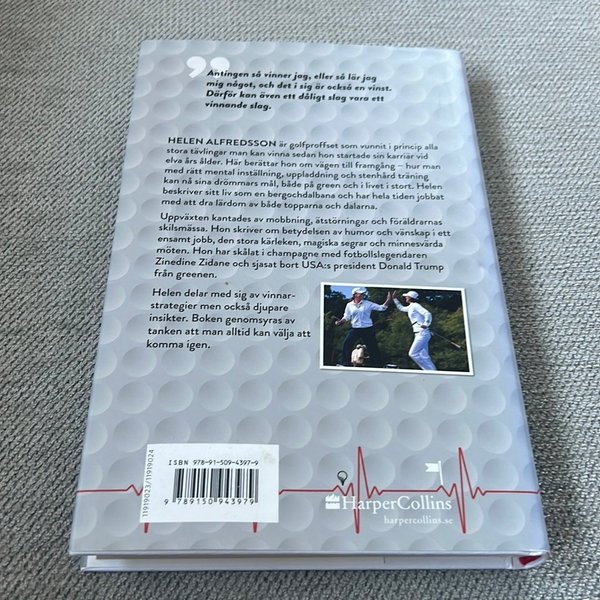 ”
Antingen så vinner jag, eller så lär jag
mig något, och det i sig är också en vinst.
Därför kan även ett dåligt slag vara ett
vinnande slag.
HELEN ALFREDSSON är golfproffset som vunnit i princip alla
stora tävlingar man kan vinna sedan hon startade sin karriär vid
elva års ålder. Här berättar hon om vägen till framgång – hur man
med rätt mental inställning, uppladdning och stenhård träning
kan nå sina drömmars mål, både på green och i livet i stort. Helen
beskriver sitt liv som en bergochdalbana och har hela tiden jobbat
med att dra lärdom av både topparna och dalarna.
Uppväxten kantades av mobbning, ätstörningar och föräldrarnas
skilsmässa. Hon skriver om betydelsen av humor och vänskap i ett
ensamt jobb, den stora kärleken, magiska segrar och minnesvärda
möten. Hon har skålat i champagne med fotbollslegendaren
Zinedine Zidane och sjasat bort USA:s president Donald Trump
från greenen.
Helen delar med sig av vinnar-
strategier men också djupare
insikter. Boken genomsyras av
tanken att man alltid kan välja att
komma igen.
ISBN 978-91-509-4397-9
9 789150 943979
11919023/11919024
HarperCollins
harpercollins.se